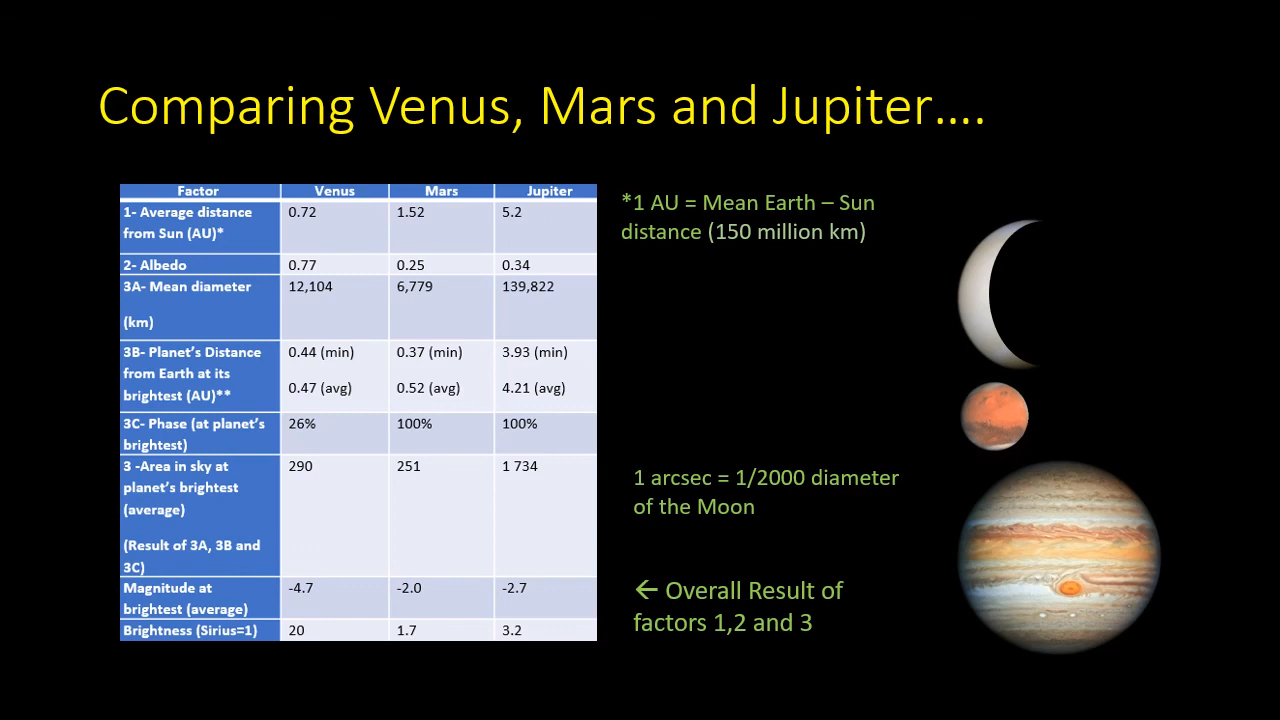 Comparing Venus, Mars and Jupiter....
Factor Venus Mars Jupiter
1- Average distance 0.72 1.52 5.2
from Sun (AU)*
2- Albedo 0.77 0.25 0.34
3A- Mean diameter 12,104 6,779 139,822
(km)
3B- Planet's Distance 0.44 (min) 0.37 (min) 3.93 (min)
from Earth at its
brightest (AU)** 0.47 (avg) 0.52 (avg) 4.21 (avg)
3C- Phase (at planet's 26% 100% 100%
brightest)
3 -Area in sky at 290 251 1 734
planet's brightest
(average)
(Result of 3A, 3B and
3C)
Magnitude at -4.7 -2.0 -2.7
brightest (average)
Brightness (Sirius=1) 20 1.7 3.2
*1 AU = Mean Earth – Sun
distance (150 million km)
1 arcsec = 1/2000 diameter
of the Moon
← Overall Result of
factors 1,2 and 3